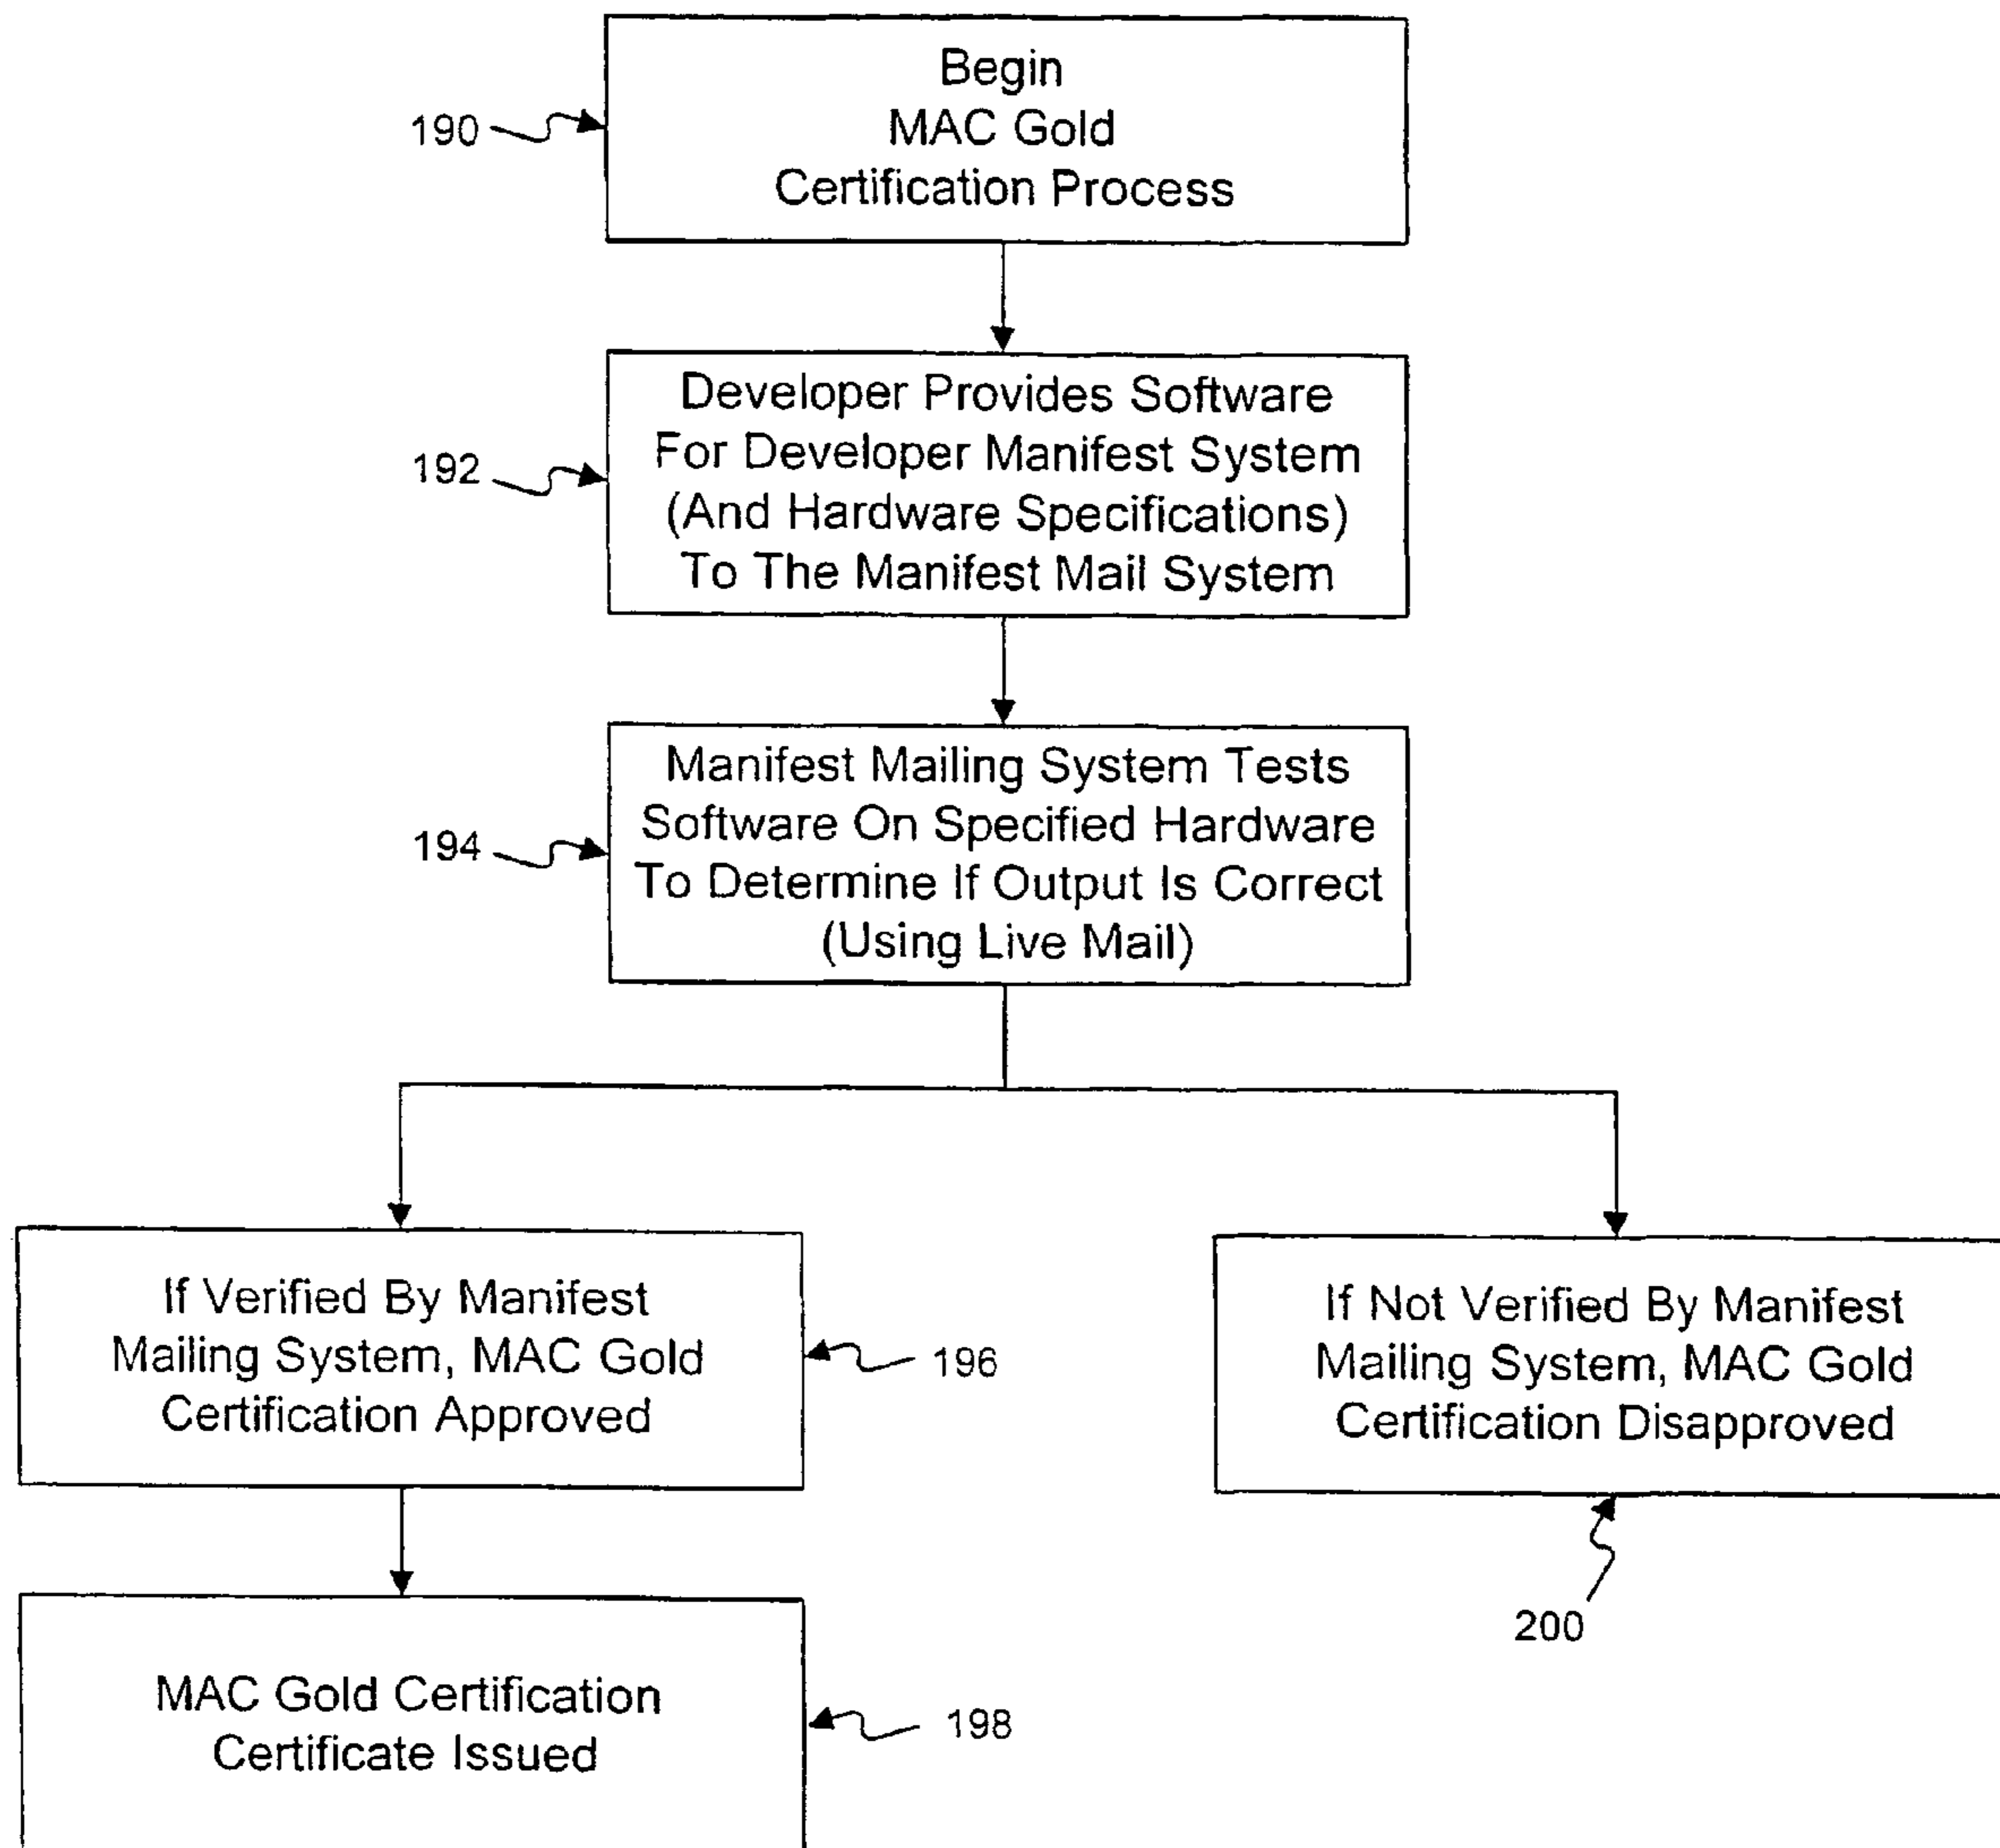 Begin
MAC Gold
Certification Process
190
Developer Provides Software
For Developer Manifest System
(And Hardware Specifications)
To The Manifest Mail System
192
Manifest Mailing System Tests
Software On Specified Hardware
To Determine If Output Is Correct
(Using Live Mail)
194
If Verified By Manifest
Mailing System, MAC Gold
Certification Approved
196
If Not Verified By Manifest
Mailing System, MAC Gold
Certification Disapproved
200
MAC Gold Certification
Certificate Issued
198